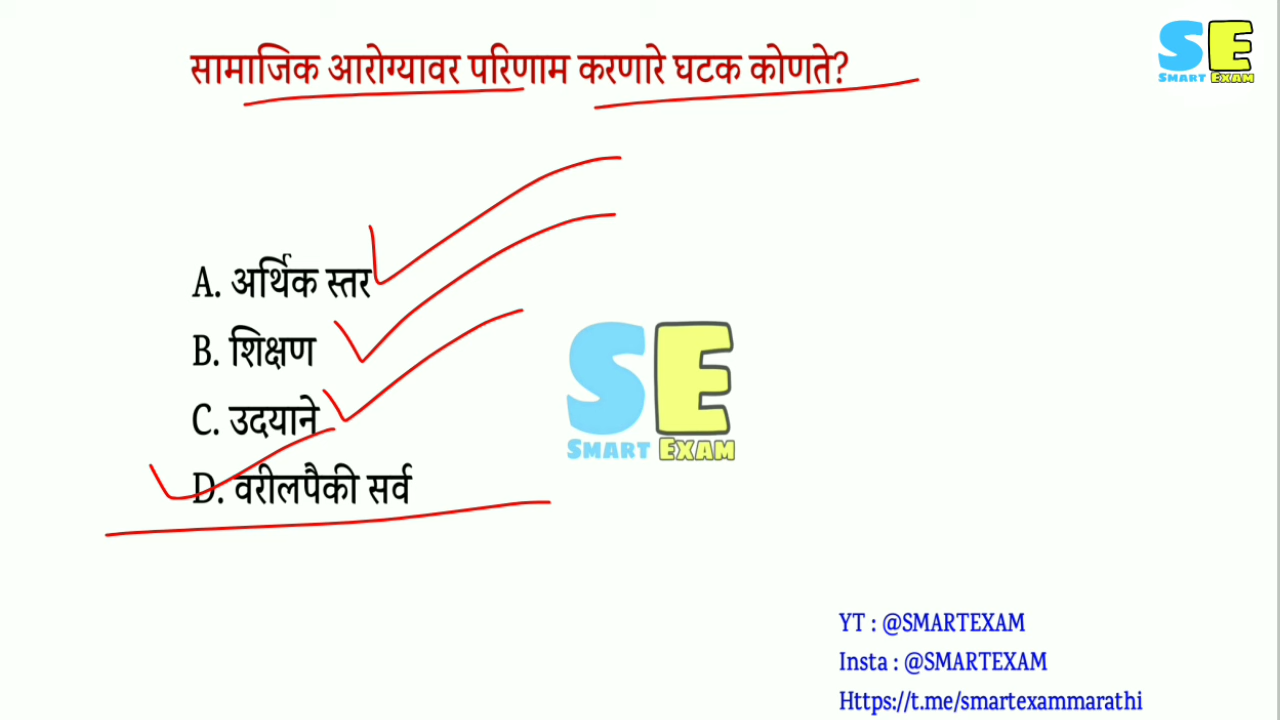 सामाजिक आरोग्यावर परिणाम करणारे घटक कोणते?
SE
SMART EXAM
A. अर्थिक स्तर
B. शिक्षण
C. उदयाने
D. वरीलपैकी सर्व
SE
SMART EXAM
YT : @SMARTEXAM
Insta : @SMARTEXAM
Https://t.me/smartexammarathi